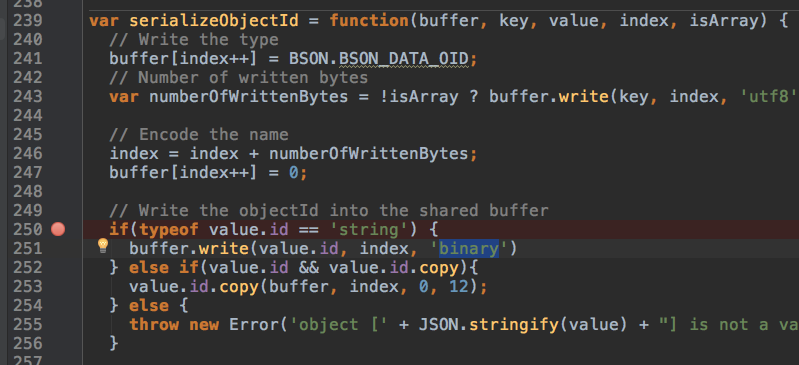 238
239 var serializeObjectId = function(buffer, key, value, index, isArray) {
240 // Write the type
241 buffer[index++] = BSON.BSON_DATA_OID;
242 // Number of written bytes
243 var numberOfWrittenBytes = !isArray ? buffer.write(key, index, 'utf8'
244
245 // Encode the name
246 index = index + numberOfWrittenBytes;
247 buffer[index++] = 0;
248
249 // Write the objectId into the shared buffer
250 if(typeof value.id == 'string') {
251 buffer.write(value.id, index, 'binary')
252 } else if(value.id && value.id.copy){
253 value.id.copy(buffer, index, 0, 12);
254 } else {
255 throw new Error('object [' + JSON.stringify(value) + "] is not a va
256 }
257